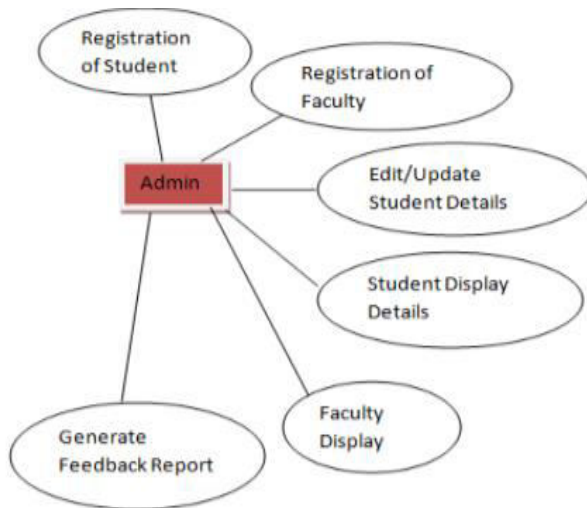 Registration
of Student
Registration of
Faculty
Admin
Edit/Update
Student Details
Student Display
Details
Faculty
Display
Generate
Feedback Report